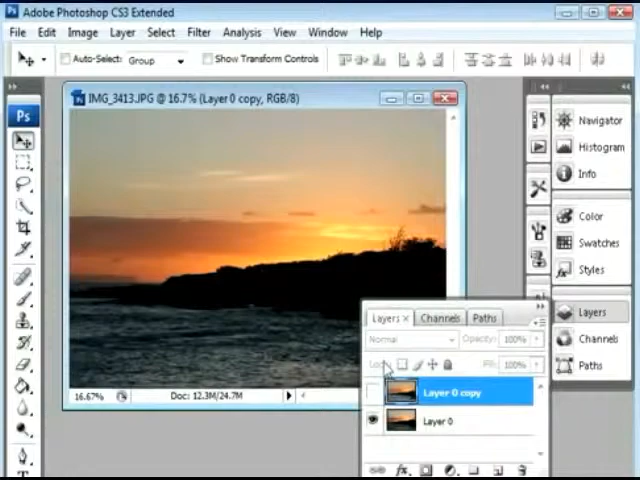 Ps Adobe Photoshop CS3 Extended
File Edit Image Layer Select Filter Analysis View Window Help
Auto-Select: Group Show Transform Controls
Ps
IMG_3413.JPG @ 16.7% (Layer 0 copy, RGB/8)
16.67% Doc: 12.3M/24.7M
Navigator
Histogram
Info
Color
Swatches
Styles
Layers
Channels
Paths
Layers × Channels Paths
Normal Opacity: 100%
Lock: Fill: 100%
Layer 0 copy
Layer 0
fx
T